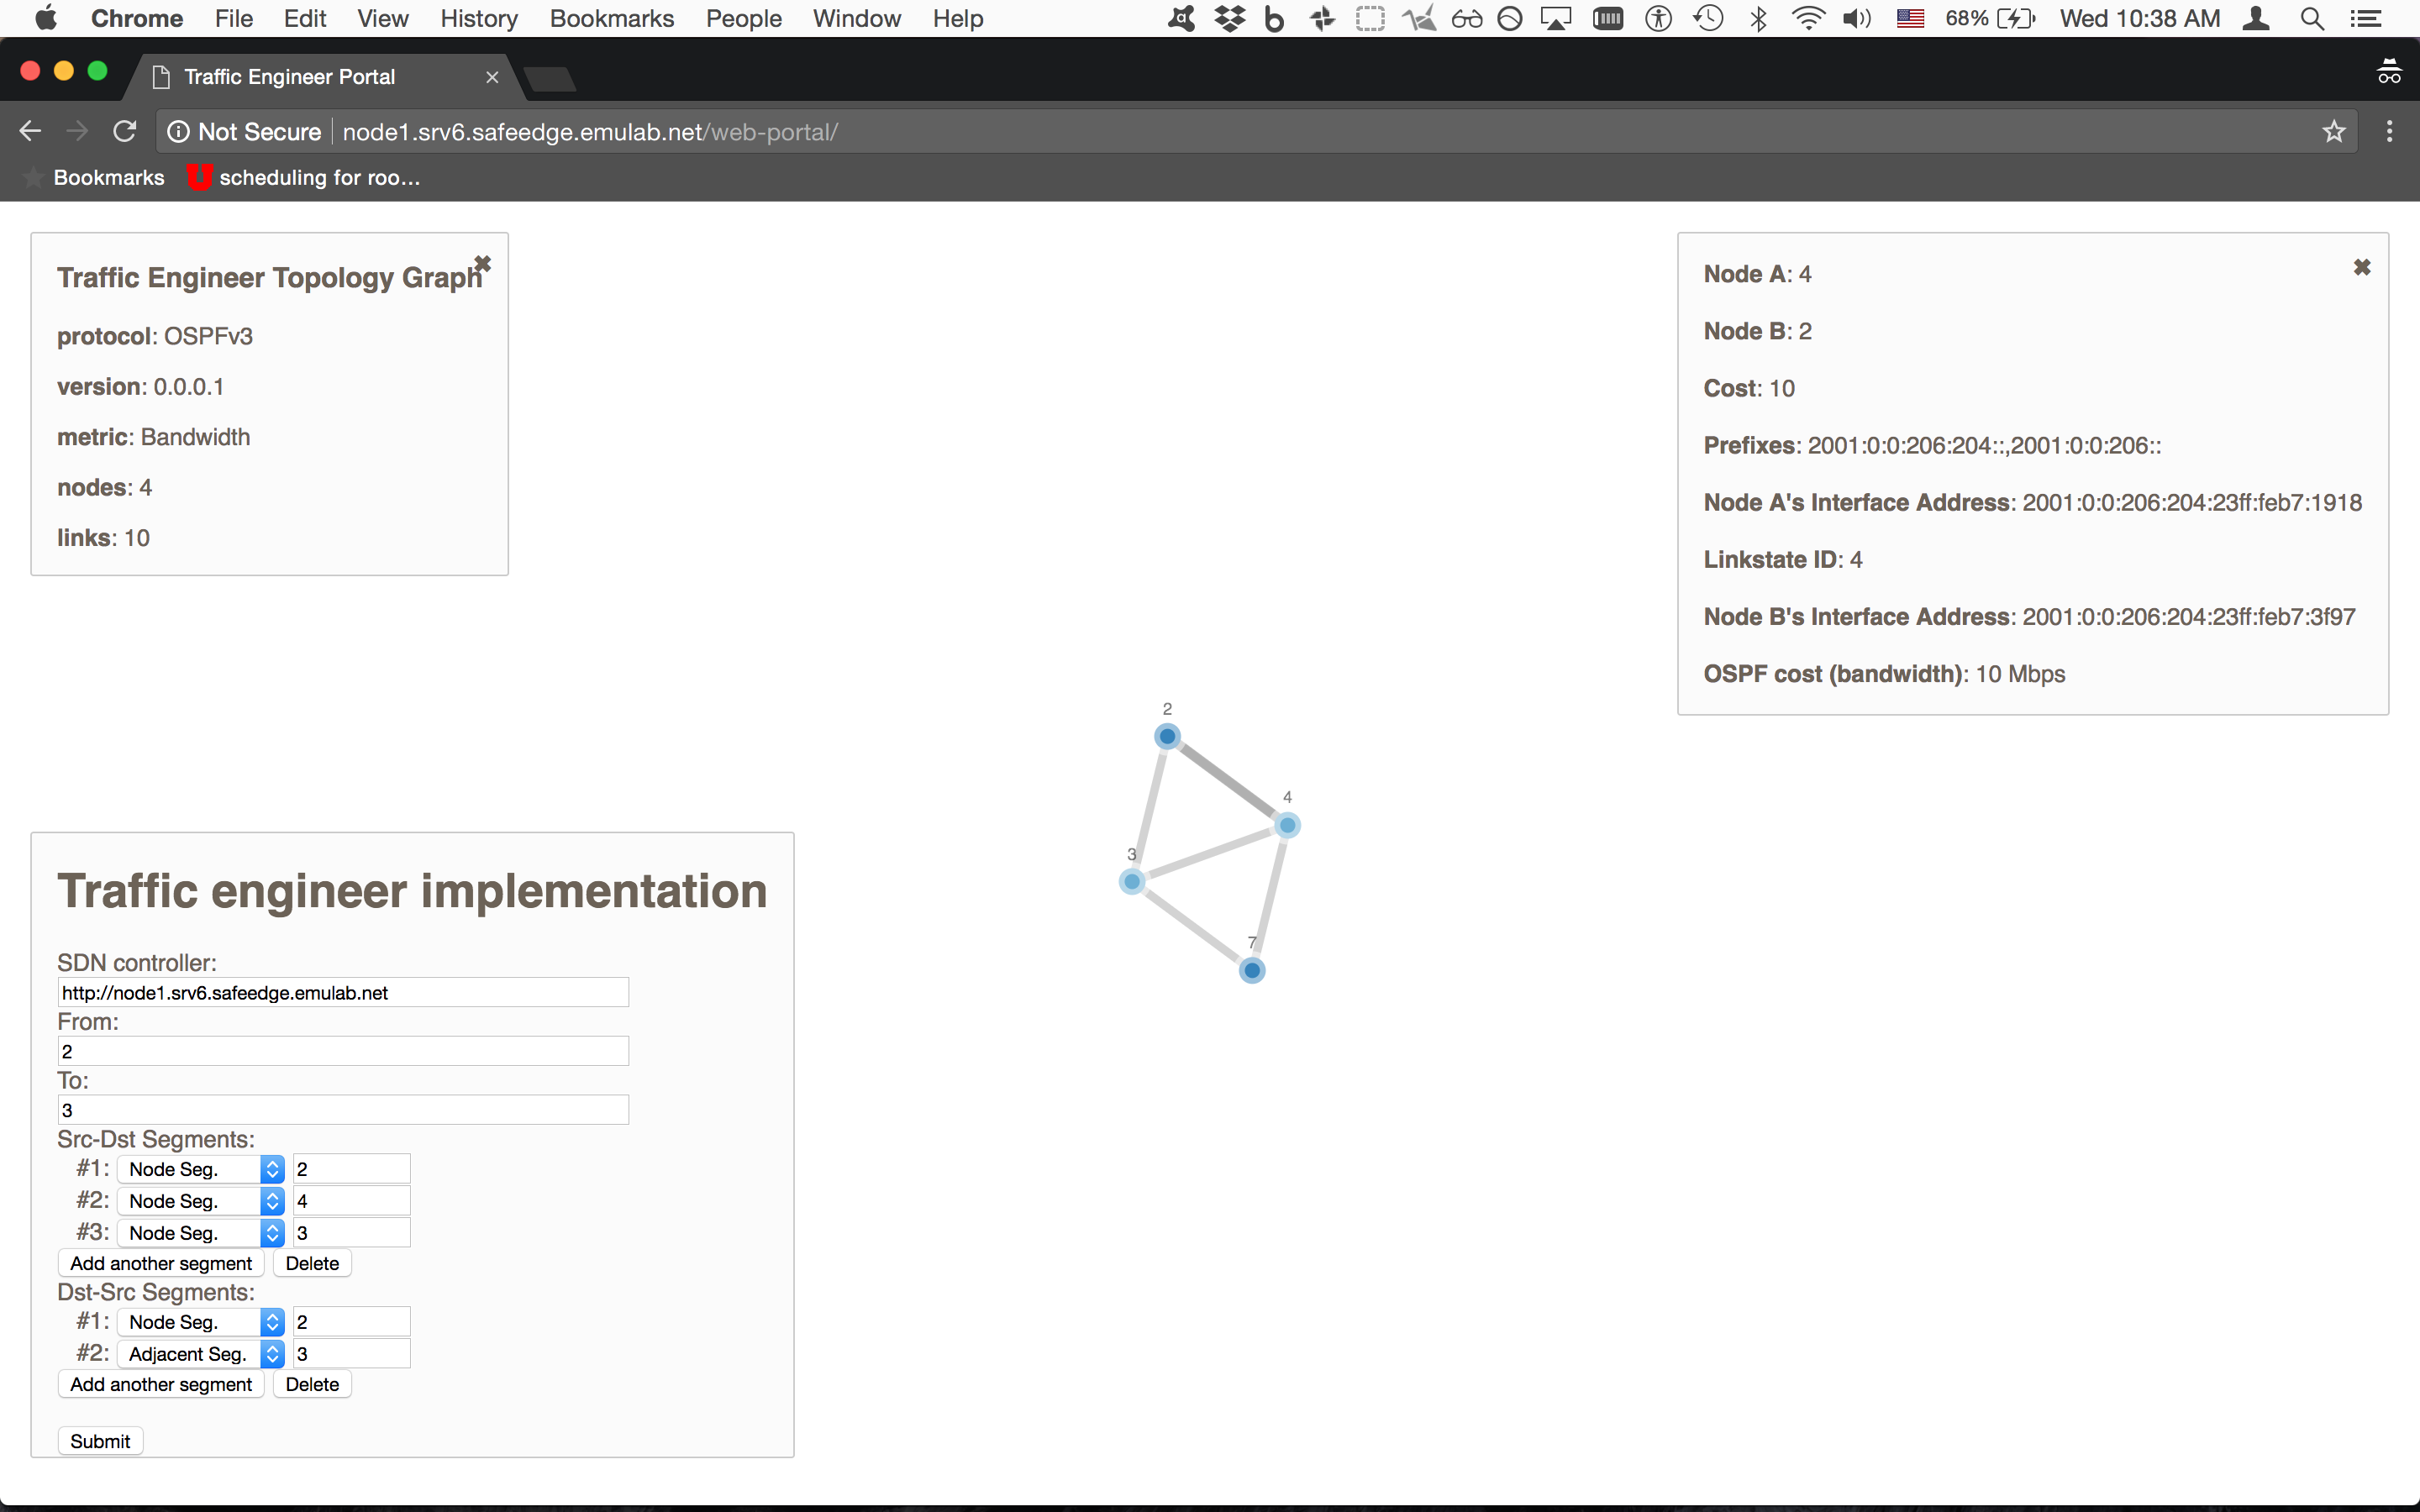 Chrome File Edit View History Bookmarks People Window Help 68% Wed 10:38 AM
Traffic Engineer Portal
Not Secure node1.srv6.safeedge.emulab.net/web-portal/
Bookmarks scheduling for roo...
Traffic Engineer Topology Graph
protocol: OSPFv3
version: 0.0.0.1
metric: Bandwidth
nodes: 4
links: 10
Node A: 4
Node B: 2
Cost: 10
Prefixes: 2001:0:0:206:204::,2001:0:0:206::
Node A's Interface Address: 2001:0:0:206:204:23ff:feb7:1918
Linkstate ID: 4
Node B's Interface Address: 2001:0:0:206:204:23ff:feb7:3f97
OSPF cost (bandwidth): 10 Mbps
2
4
3
7
Traffic engineer implementation
SDN controller:
http://node1.srv6.safeedge.emulab.net
From:
2
To:
3
Src-Dst Segments:
#1: Node Seg. 2
#2: Node Seg. 4
#3: Node Seg. 3
Add another segment Delete
Dst-Src Segments:
#1: Node Seg. 2
#2: Adjacent Seg. 3
Add another segment Delete
Submit